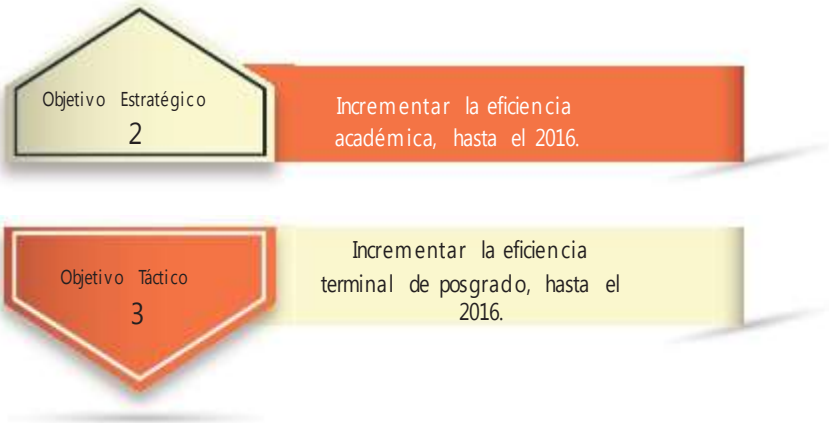 Objetivo Estratégico
2
Incrementar la eficiencia
académica, hasta el 2016.
Objetivo Táctico
3
Incrementar la eficiencia
terminal de posgrado, hasta el
2016.